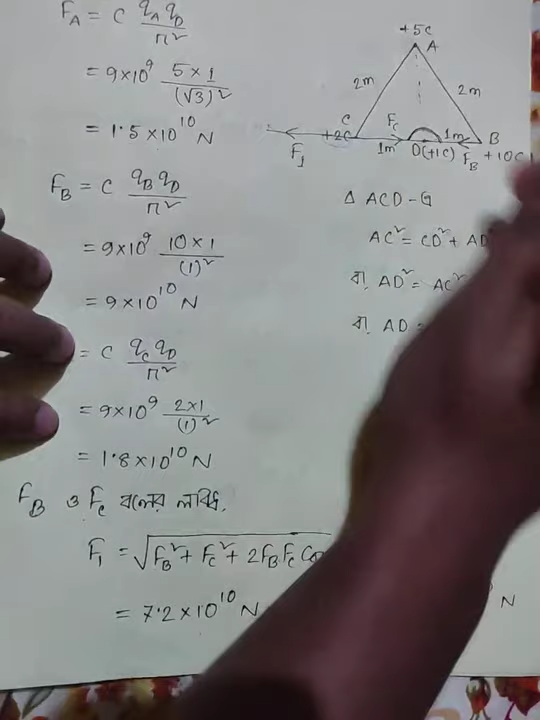 F_A = C q_A q_D / r²
= 9×10⁹ 5×1 / (√3)²
= 1.5×10¹⁰ N
F_B = C q_B q_D / r²
= 9×10⁹ 10×1 / (1)²
= 9×10¹⁰ N
= C q_C q_D / r²
= 9×10⁹ 2×1 / (1)²
= 1.8×10¹⁰ N
F_B ও F_C বলের লব্ধি,
F₁ = √F_B² + F_C² + 2F_B F_C
= 7.2×10¹⁰ N
+5C
A
2m
2m
C
F_C
1m
B
+2C
1m
D(+1C)
F_B
+10C
F₁
Δ ACD-এ
AC² = CD² + AD
বা, AD² = AC²
বা, AD =
N